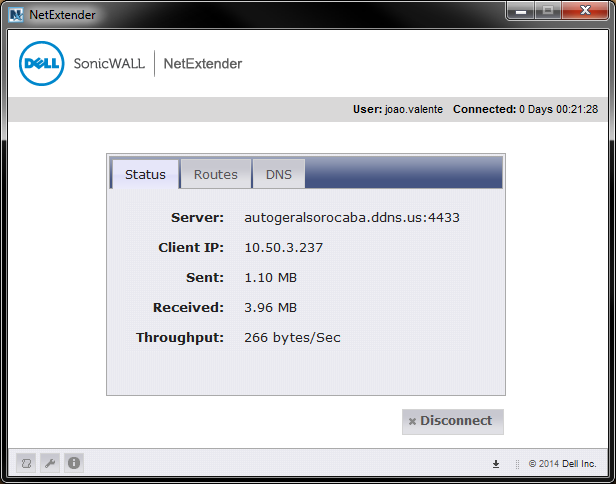 NetExtender
DELL SonicWALL | NetExtender
User: joao.valente Connected: 0 Days 00:21:28
Status Routes DNS
Server: autogeralsorocaba.ddns.us:4433
Client IP: 10.50.3.237
Sent: 1.10 MB
Received: 3.96 MB
Throughput: 266 bytes/Sec
Disconnect
© 2014 Dell Inc.